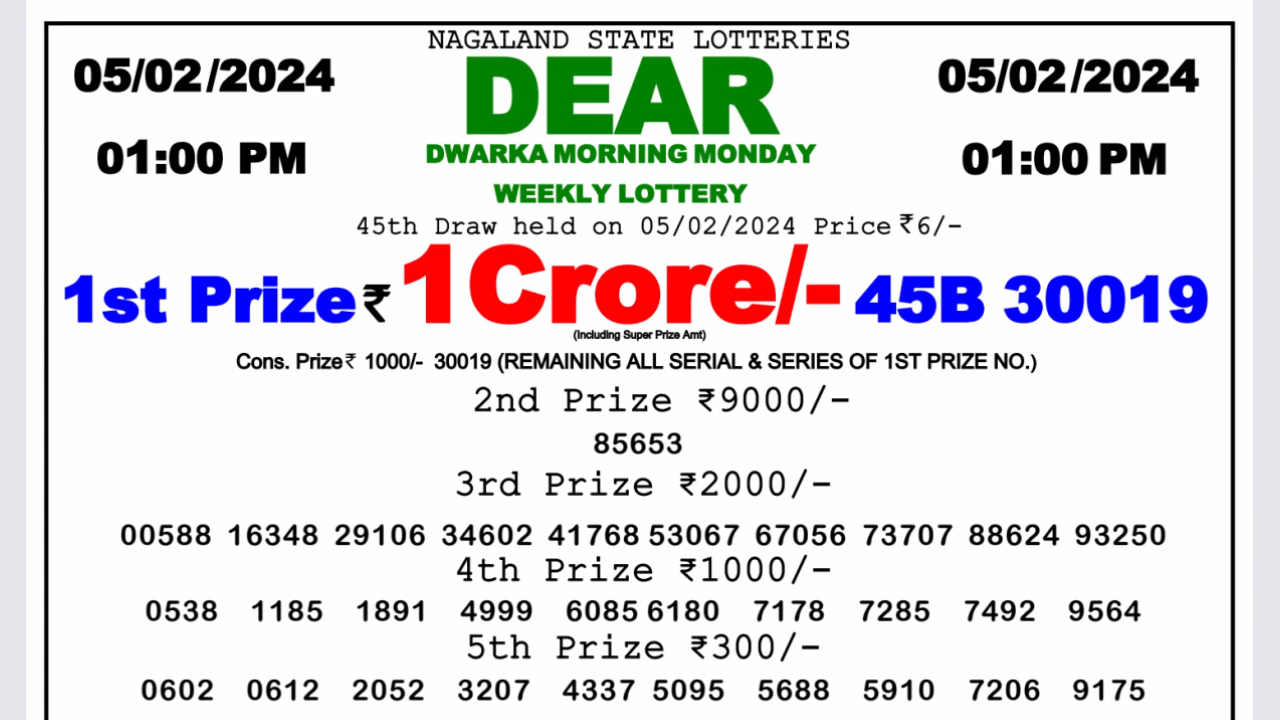 NAGALAND STATE LOTTERIES
05/02/2024 DEAR 05/02/2024
01:00 PM DWARKA MORNING MONDAY 01:00 PM
WEEKLY LOTTERY
45th Draw held on 05/02/2024 Price ₹6/-
1st Prize ₹ 1Crore/- 45B 30019
(Including Super Prize Amt)
Cons. Prize ₹ 1000/- 30019 (REMAINING ALL SERIAL & SERIES OF 1ST PRIZE NO.)
2nd Prize ₹9000/-
85653
3rd Prize ₹2000/-
00588 16348 29106 34602 41768 53067 67056 73707 88624 93250
4th Prize ₹1000/-
0538 1185 1891 4999 6085 6180 7178 7285 7492 9564
5th Prize ₹300/-
0602 0612 2052 3207 4337 5095 5688 5910 7206 9175